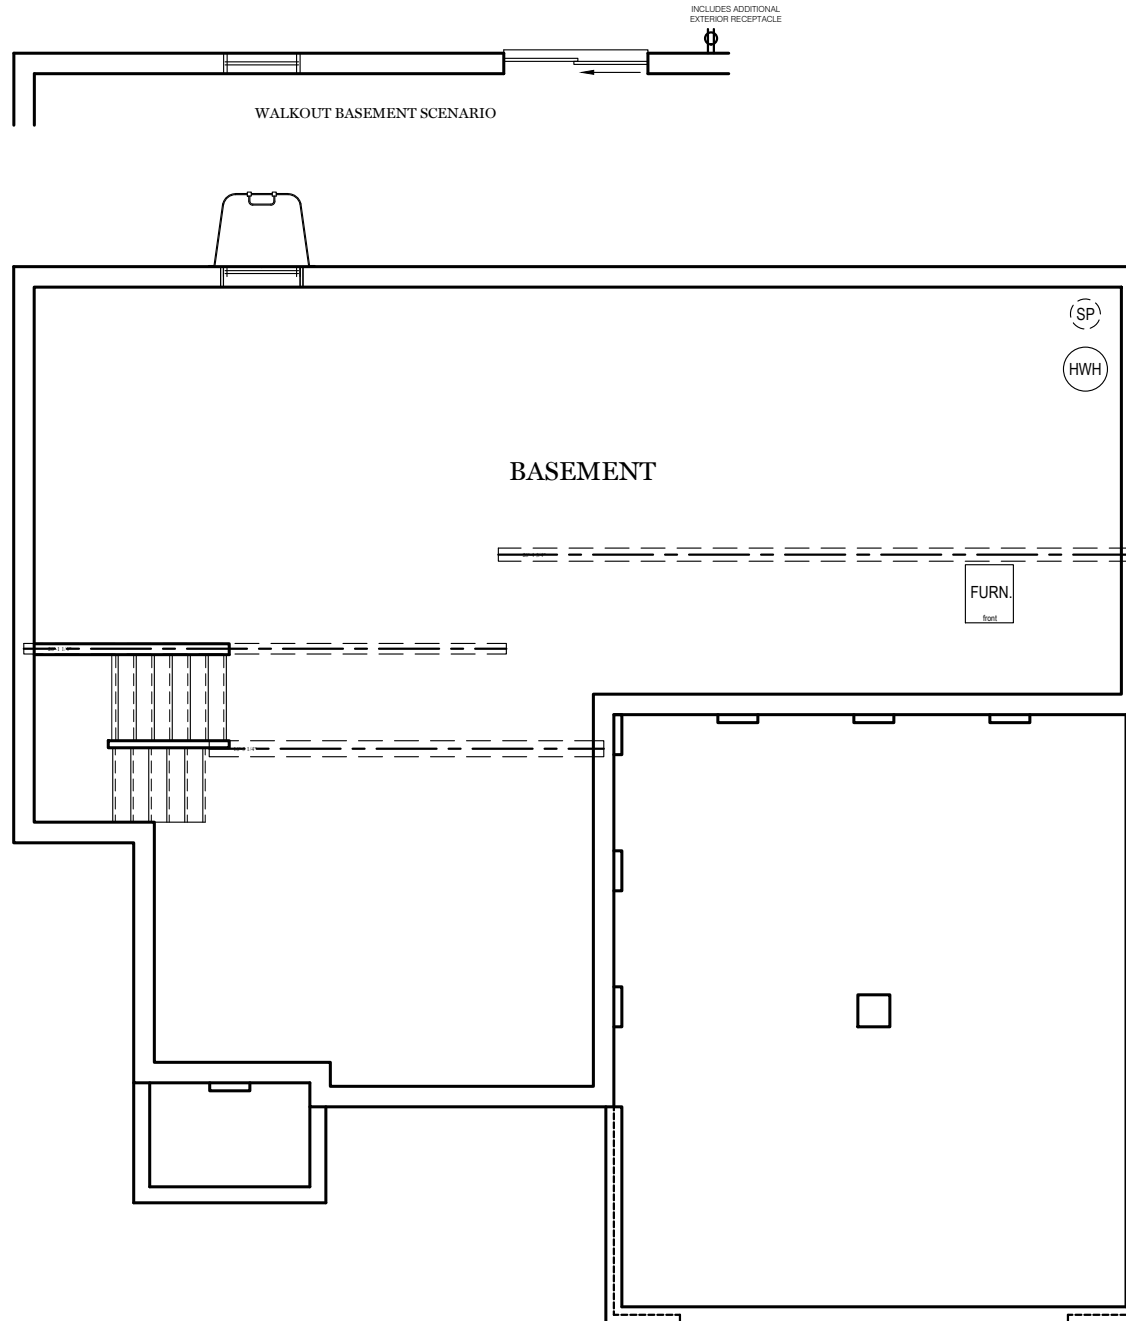 INCLUDES ADDITIONAL
EXTERIOR RECEPTACLE
WALKOUT BASEMENT SCENARIO
SP
HWH
BASEMENT
FURN.
front